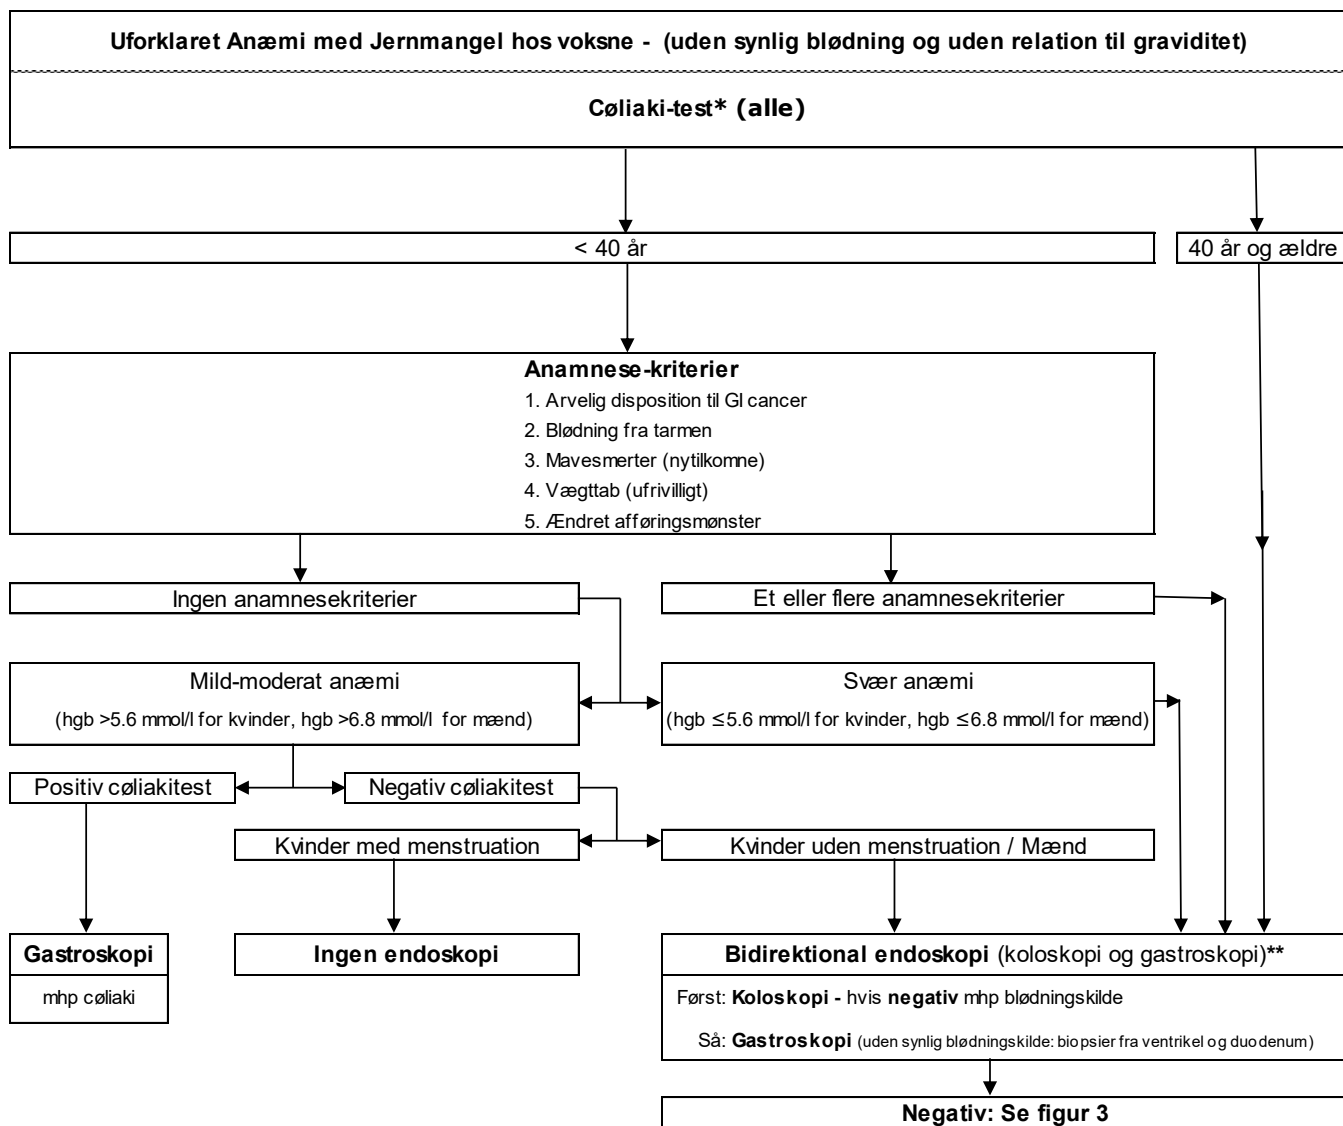 Uforklaret Anæmi med Jernmangel hos voksne - (uden synlig blødning og uden relation til graviditet)
Cøliaki-test* (alle)
< 40 år
40 år og ældre
Anamnese-kriterier
1. Arvelig disposition til GI cancer
2. Blødning fra tarmen
3. Mavesmerter (nytilkomne)
4. Vægttab (ufrivilligt)
5. Ændret afføringsmønster
Ingen anamnesekriterier
Et eller flere anamnesekriterier
Mild-moderat anæmi
(hgb >5.6 mmol/l for kvinder, hgb >6.8 mmol/l for mænd)
Svær anæmi
(hgb ≤5.6 mmol/l for kvinder, hgb ≤6.8 mmol/l for mænd)
Positiv cøliakitest
Negativ cøliakitest
Kvinder med menstruation
Kvinder uden menstruation / Mænd
Gastroskopi
mhp cøliaki
Ingen endoskopi
Bidirektional endoskopi (koloskopi og gastroskopi)**
Først: Koloskopi - hvis negativ mhp blødningskilde
Så: Gastroskopi (uden synlig blødningskilde: biopsier fra ventrikel og duodenum)
Negativ: Se figur 3